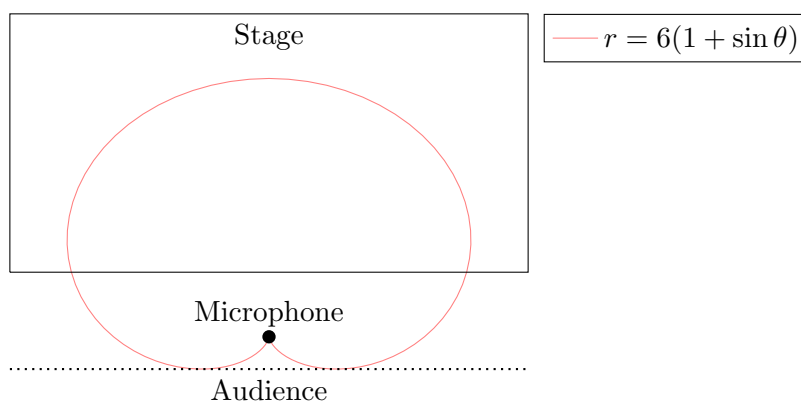 Stage
r = 6(1 + sin θ)
Microphone
Audience